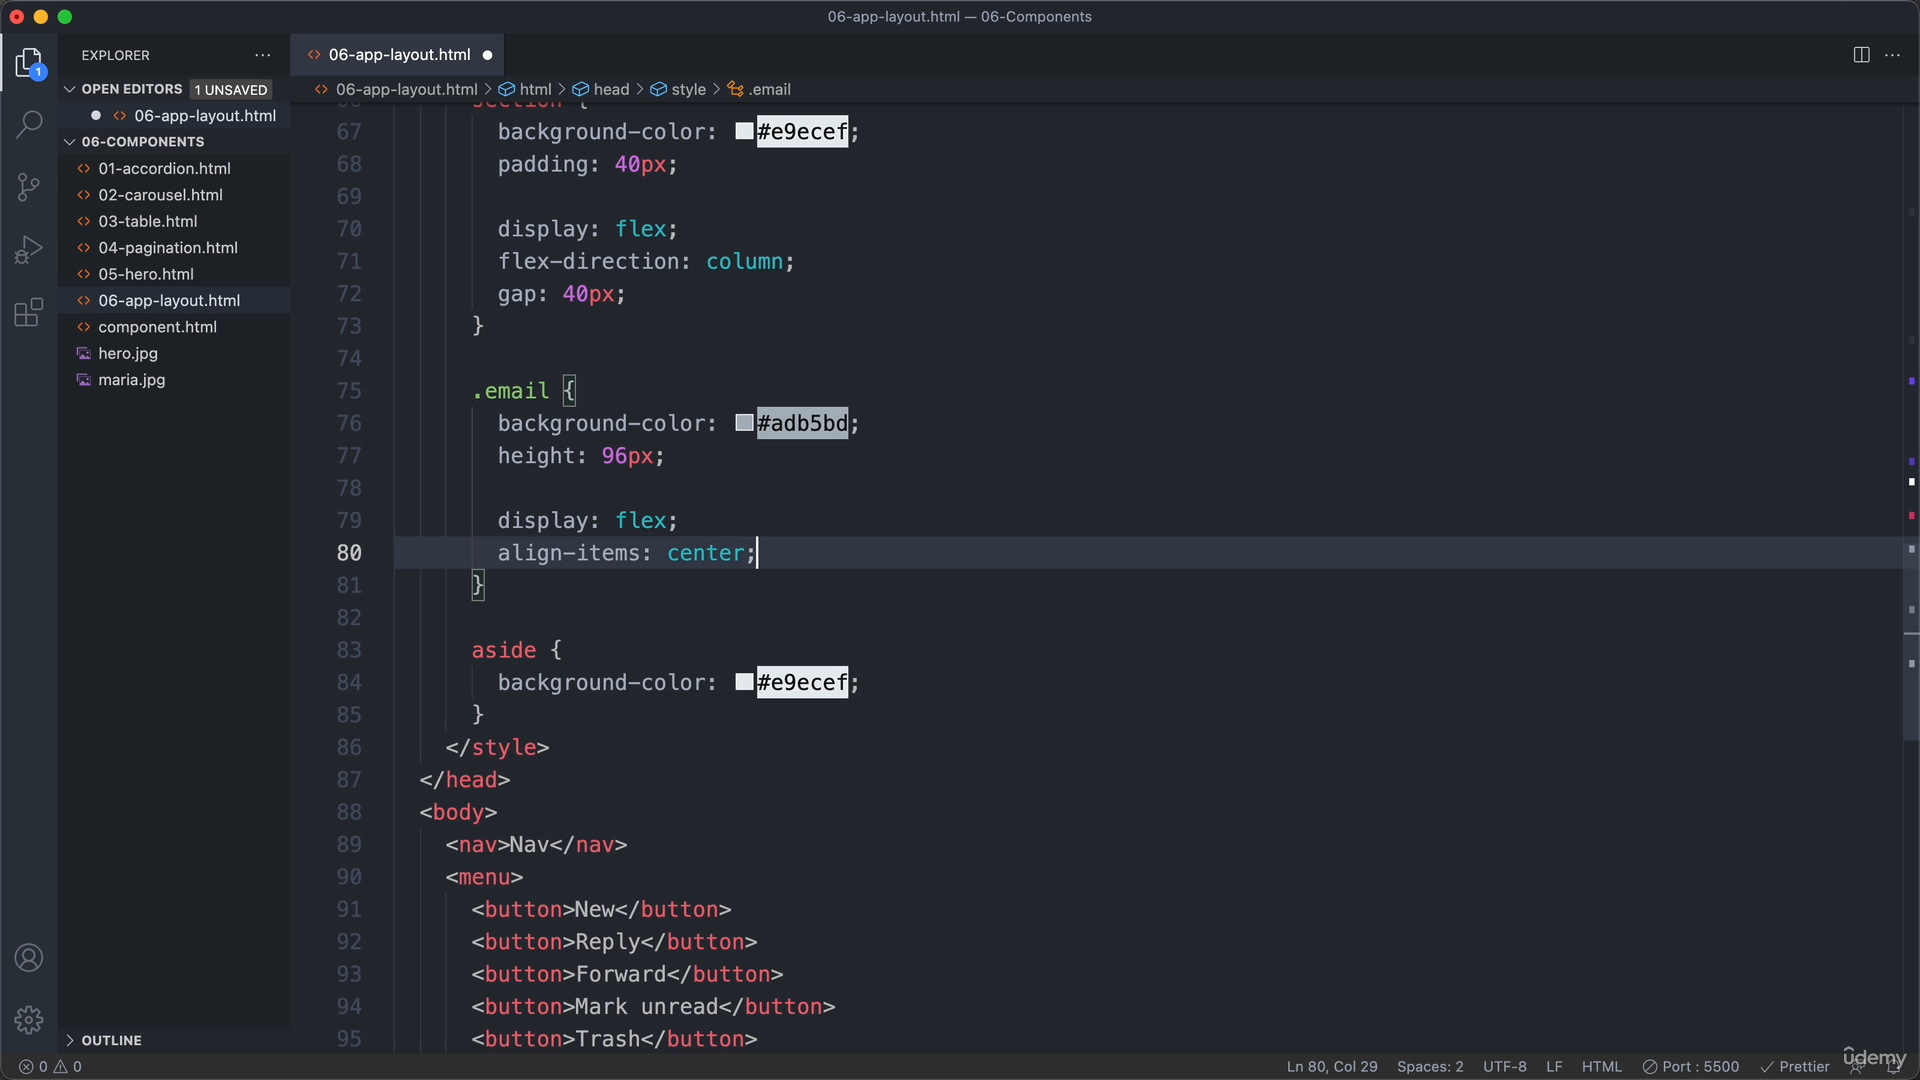 06-app-layout.html — 06-Components
EXPLORER
06-app-layout.html
OPEN EDITORS 1 UNSAVED
06-app-layout.html > html > head > style > .email
1
06-app-layout.html
06-COMPONENTS
01-accordion.html
02-carousel.html
03-table.html
04-pagination.html
05-hero.html
06-app-layout.html
component.html
hero.jpg
maria.jpg
OUTLINE
66 section {
67 background-color: #e9ecef;
68 padding: 40px;
69
70 display: flex;
71 flex-direction: column;
72 gap: 40px;
73 }
74
75 .email {
76 background-color: #adb5bd;
77 height: 96px;
78
79 display: flex;
80 align-items: center;
81 }
82
83 aside {
84 background-color: #e9ecef;
85 }
86 </style>
87 </head>
88 <body>
89 <nav>Nav</nav>
90 <menu>
91 <button>New</button>
92 <button>Reply</button>
93 <button>Forward</button>
94 <button>Mark unread</button>
95 <button>Trash</button>
0 0
Ln 80, Col 29 Spaces: 2 UTF-8 LF HTML Port : 5500 Prettier
ûdemy